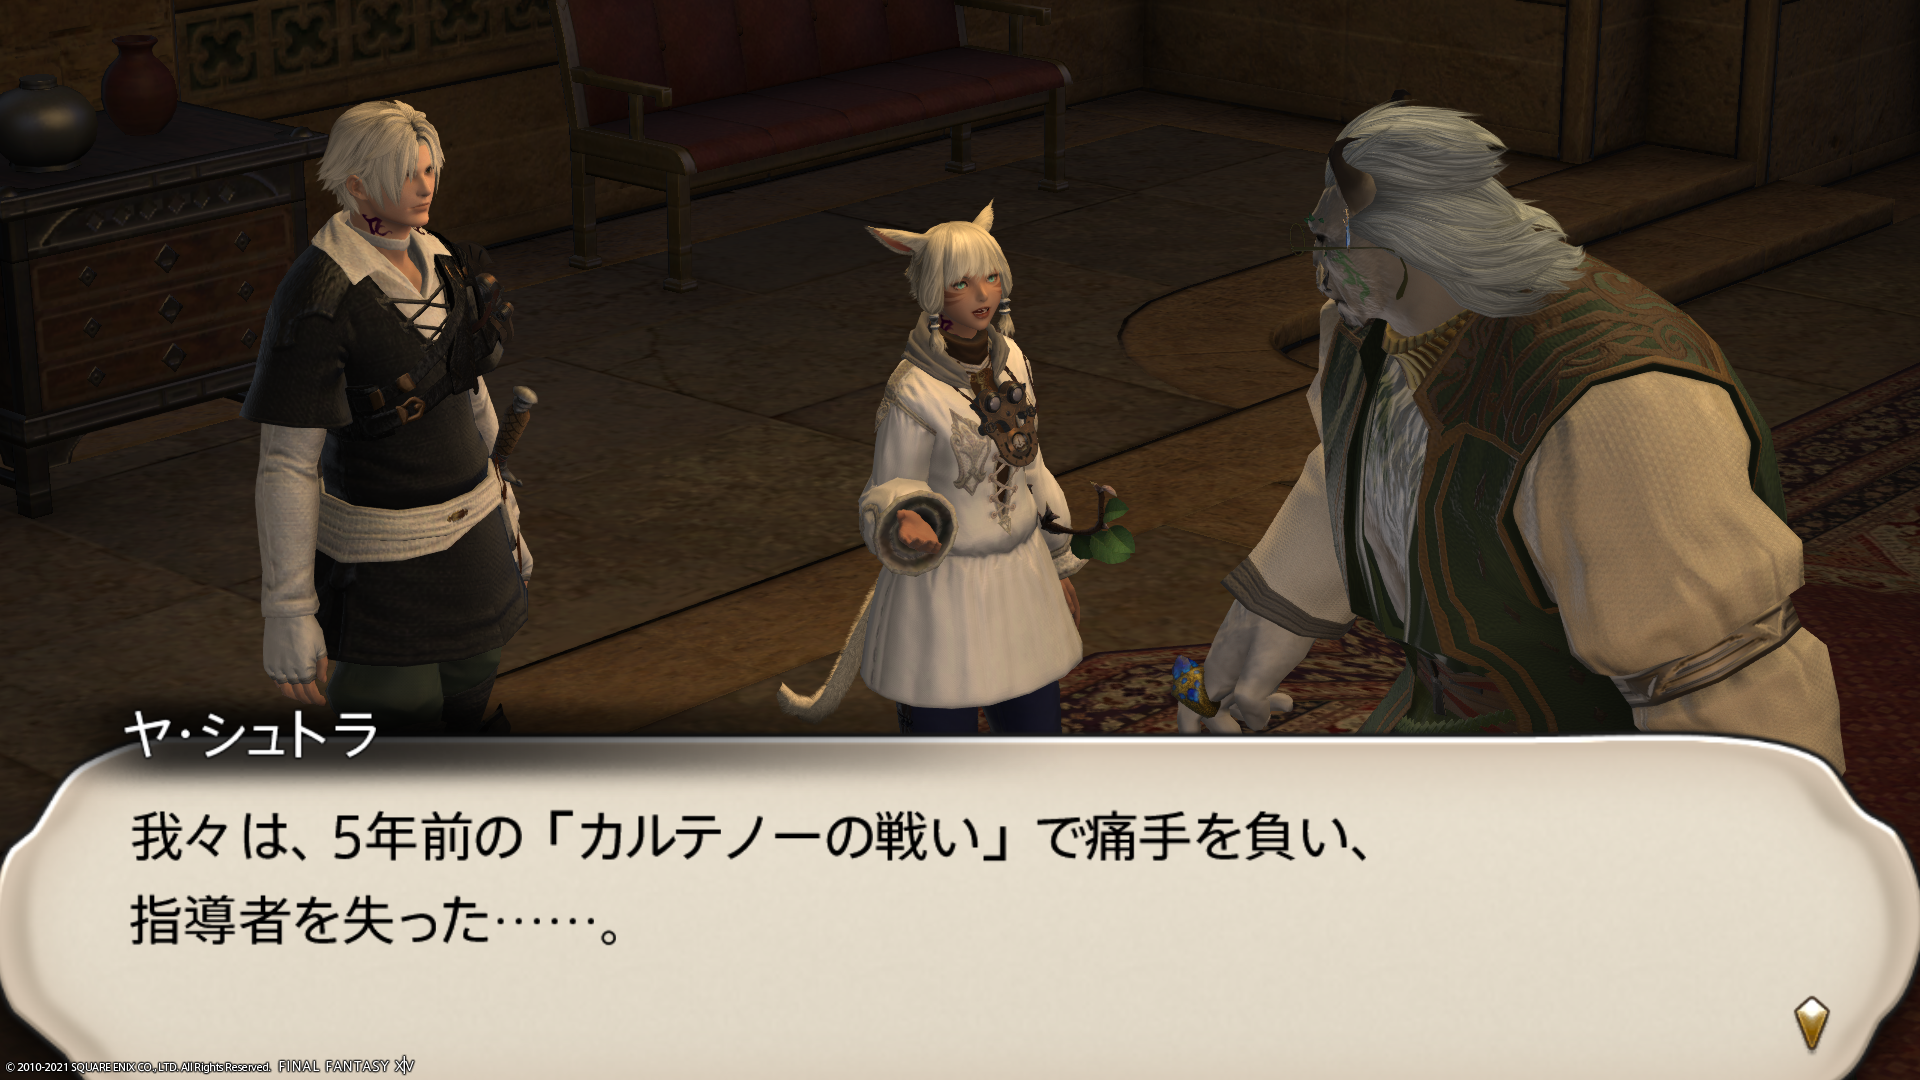 ヤ・シュトラ
我々は、5年前の「カルテノーの戦い」で痛手を負い、
指導者を失った……。
© 2010-2021 SQUARE ENIX CO., LTD. All Rights Reserved. FINAL FANTASY XIV